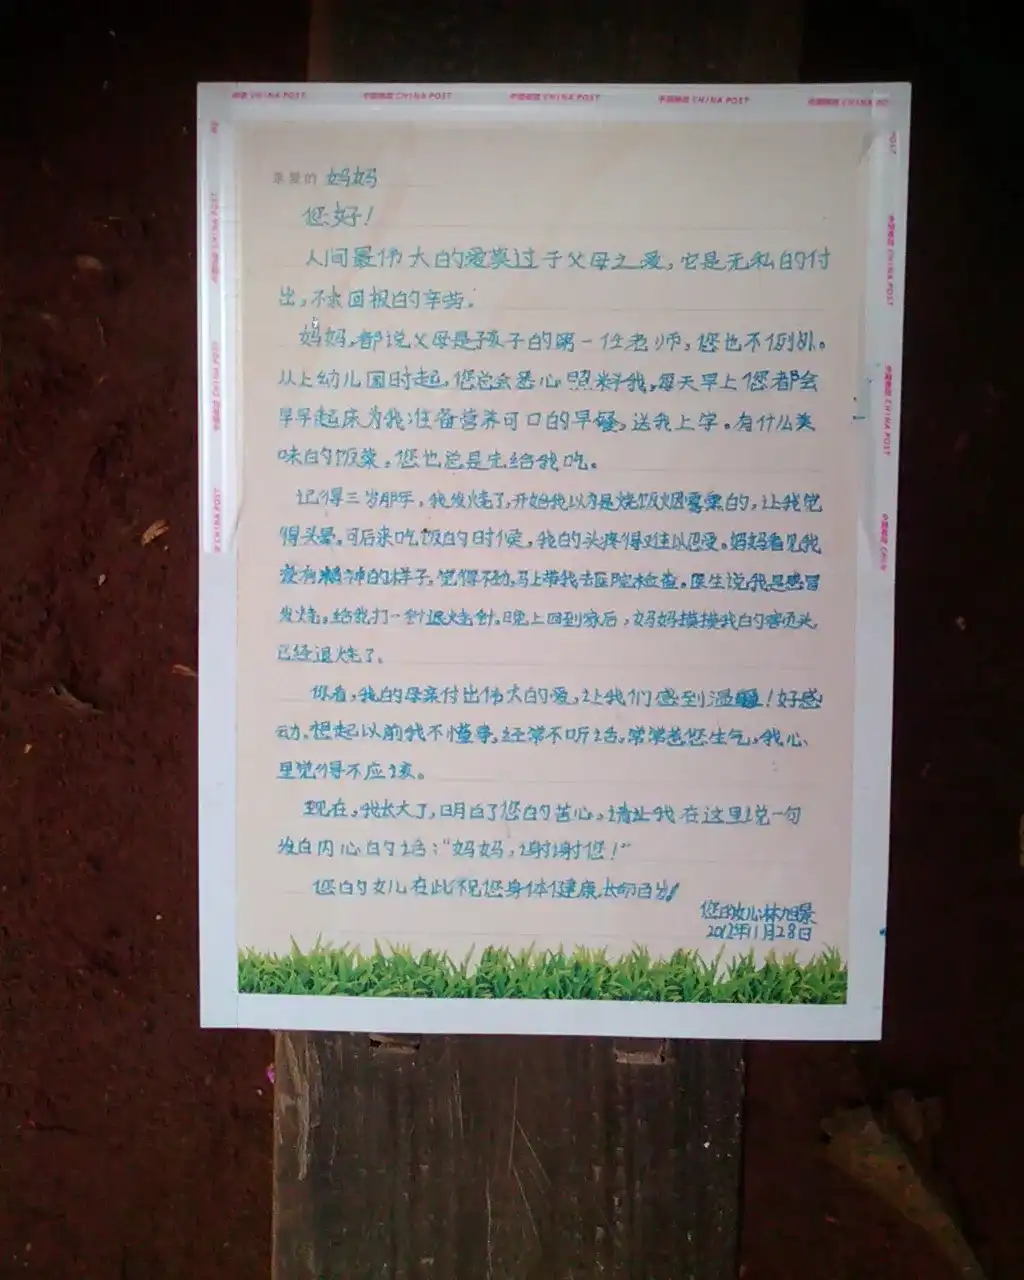 中国邮政 CHINA POST 中国邮政 CHINA POST 中国邮政 CHINA POST 中国邮政 CHINA POST
亲爱的 妈妈
您好！
人间最伟大的爱莫过于父母之爱，它是无私的付
出，不求回报的辛劳。
妈妈，都说父母是孩子的第一任老师，您也不例外。
从上幼儿园时起，您总会悉心照料我，每天早上您都会
早早起床为我准备营养可口的早餐，送我上学。有什么美
味的饭菜，您也总是先给我吃。
记得三岁那年，我发烧了，开始我以为是烧饭烟雾熏的，让我觉
得头晕。可后来吃饭的时候，我的头疼得难以忍受。妈妈看见我
没有精神的样子，觉得不妙，马上带我去医院检查。医生说我是感冒
发烧，给我打一针退烧针。晚上回到家后，妈妈摸摸我的额头，
已经退烧了。
你看，我的母亲付出伟大的爱，让我们感到温暖！好感
动。想起以前我不懂事，经常不听话，常常惹您生气，我心
里觉得不应该。
现在，我长大了，明白了您的苦心，请让我在这里说一句
发自内心的话：“妈妈，谢谢您！”
您的女儿在此祝您身体健康，长命百岁！
您的女儿：林旭景
2012年11月28日